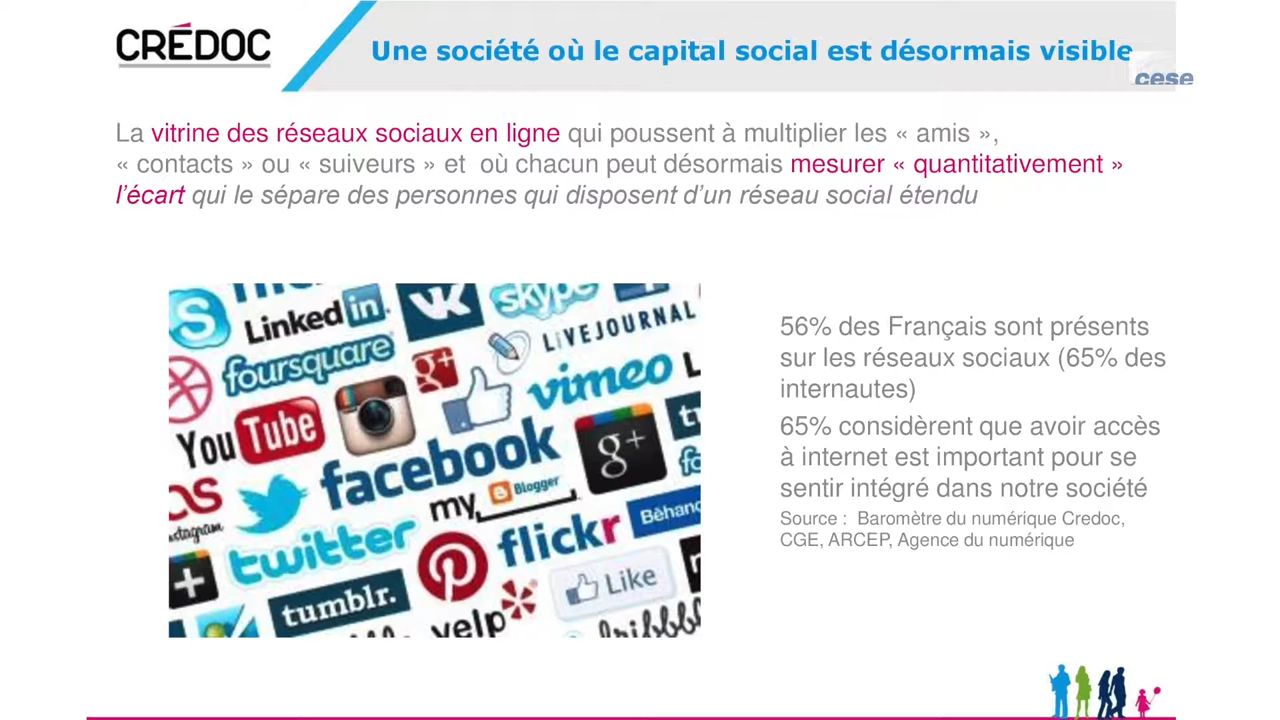 CRÉDOC
Une société où le capital social est désormais visible
cese
La vitrine des réseaux sociaux en ligne qui poussent à multiplier les « amis »,
« contacts » ou « suiveurs » et où chacun peut désormais mesurer « quantitativement »
l'écart qui le sépare des personnes qui disposent d'un réseau social étendu
LinkedIn
skype
foursquare
LiVEJOURNAL
g+
vimeo
You Tube
facebook
g+
my
Blogger
Behanc
twitter
flickr
Like
tumblr.
yelp
56% des Français sont présents
sur les réseaux sociaux (65% des
internautes)
65% considèrent que avoir accès
à internet est important pour se
sentir intégré dans notre société
Source : Baromètre du numérique Credoc,
CGE, ARCEP, Agence du numérique